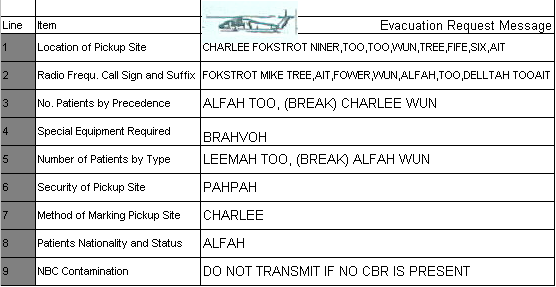 Line Item Evacuation Request Message
1 Location of Pickup Site CHARLEE FOKSTROT NINER,TOO,TOO,WUN,TREE,FIFE,SIX,AIT
2 Radio Frequ. Call Sign and Suffix FOKSTROT MIKE TREE,AIT,FOWER,WUN,ALFAH,TOO,DELLTAH TOOAIT
3 No. Patients by Precedence ALFAH TOO, (BREAK) CHARLEE WUN
4 Special Equipment Required BRAHVOH
5 Number of Patients by Type LEEMAH TOO, (BREAK) ALFAH WUN
6 Security of Pickup Site PAHPAH
7 Method of Marking Pickup Site CHARLEE
8 Patients Nationality and Status ALFAH
9 NBC Contamination DO NOT TRANSMIT IF NO CBR IS PRESENT